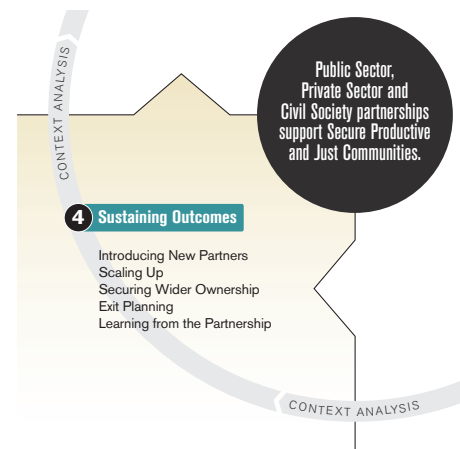 Public Sector,
Private Sector and
Civil Society partnerships
support Secure Productive
and Just Communities.
CONTEXT ANALYSIS
4 Sustaining Outcomes
Introducing New Partners
Scaling Up
Securing Wider Ownership
Exit Planning
Learning from the Partnership
CONTEXT ANALYSIS